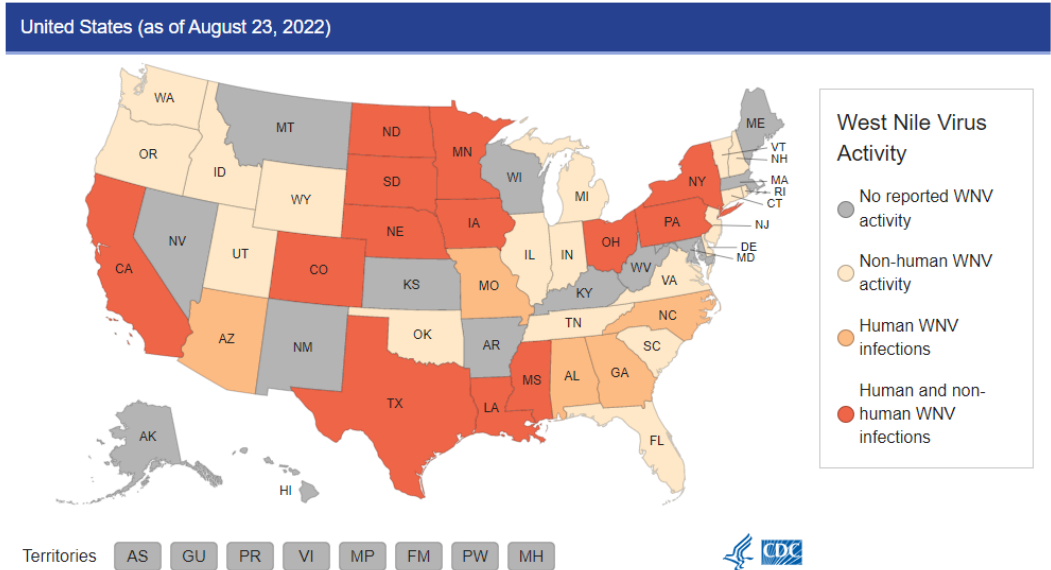 United States (as of August 23, 2022)
WA
MT
ND
MN
ME
OR
ID
SD
WI
VT
NH
NY
MA
RI
CT
WY
MI
NE
IA
PA
NJ
NV
UT
IL
IN
OH
DE
MD
CA
CO
WV
VA
KS
MO
KY
NC
TN
AZ
NM
OK
AR
SC
MS
AL
GA
TX
LA
FL
AK
HI
West Nile Virus
Activity
No reported WNV
activity
Non-human WNV
activity
Human WNV
infections
Human and non-
human WNV
infections
Territories AS GU PR VI MP FM PW MH
CDC